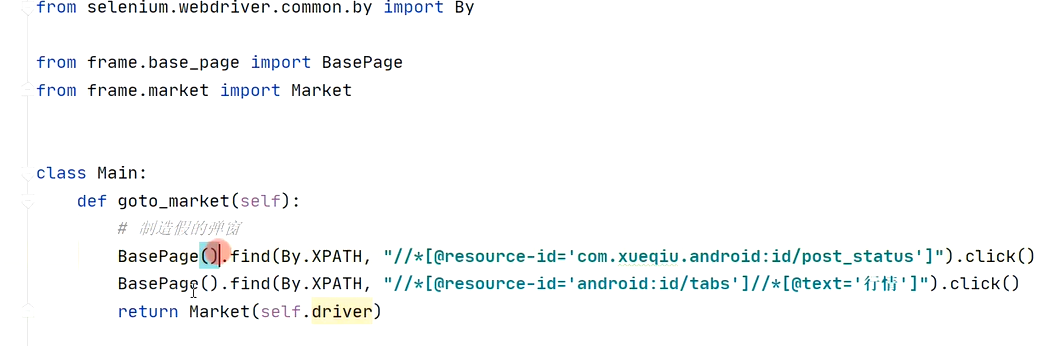 from selenium.webdriver.common.by import By
from frame.base_page import BasePage
from frame.market import Market
class Main:
def goto_market(self):
# 制造假的弹窗
BasePage().find(By.XPATH, "//*[@resource-id='com.xueqiu.android:id/post_status']").click()
BasePage().find(By.XPATH, "//*[@resource-id='android:id/tabs']//*[@text='行情']").click()
return Market(self.driver)